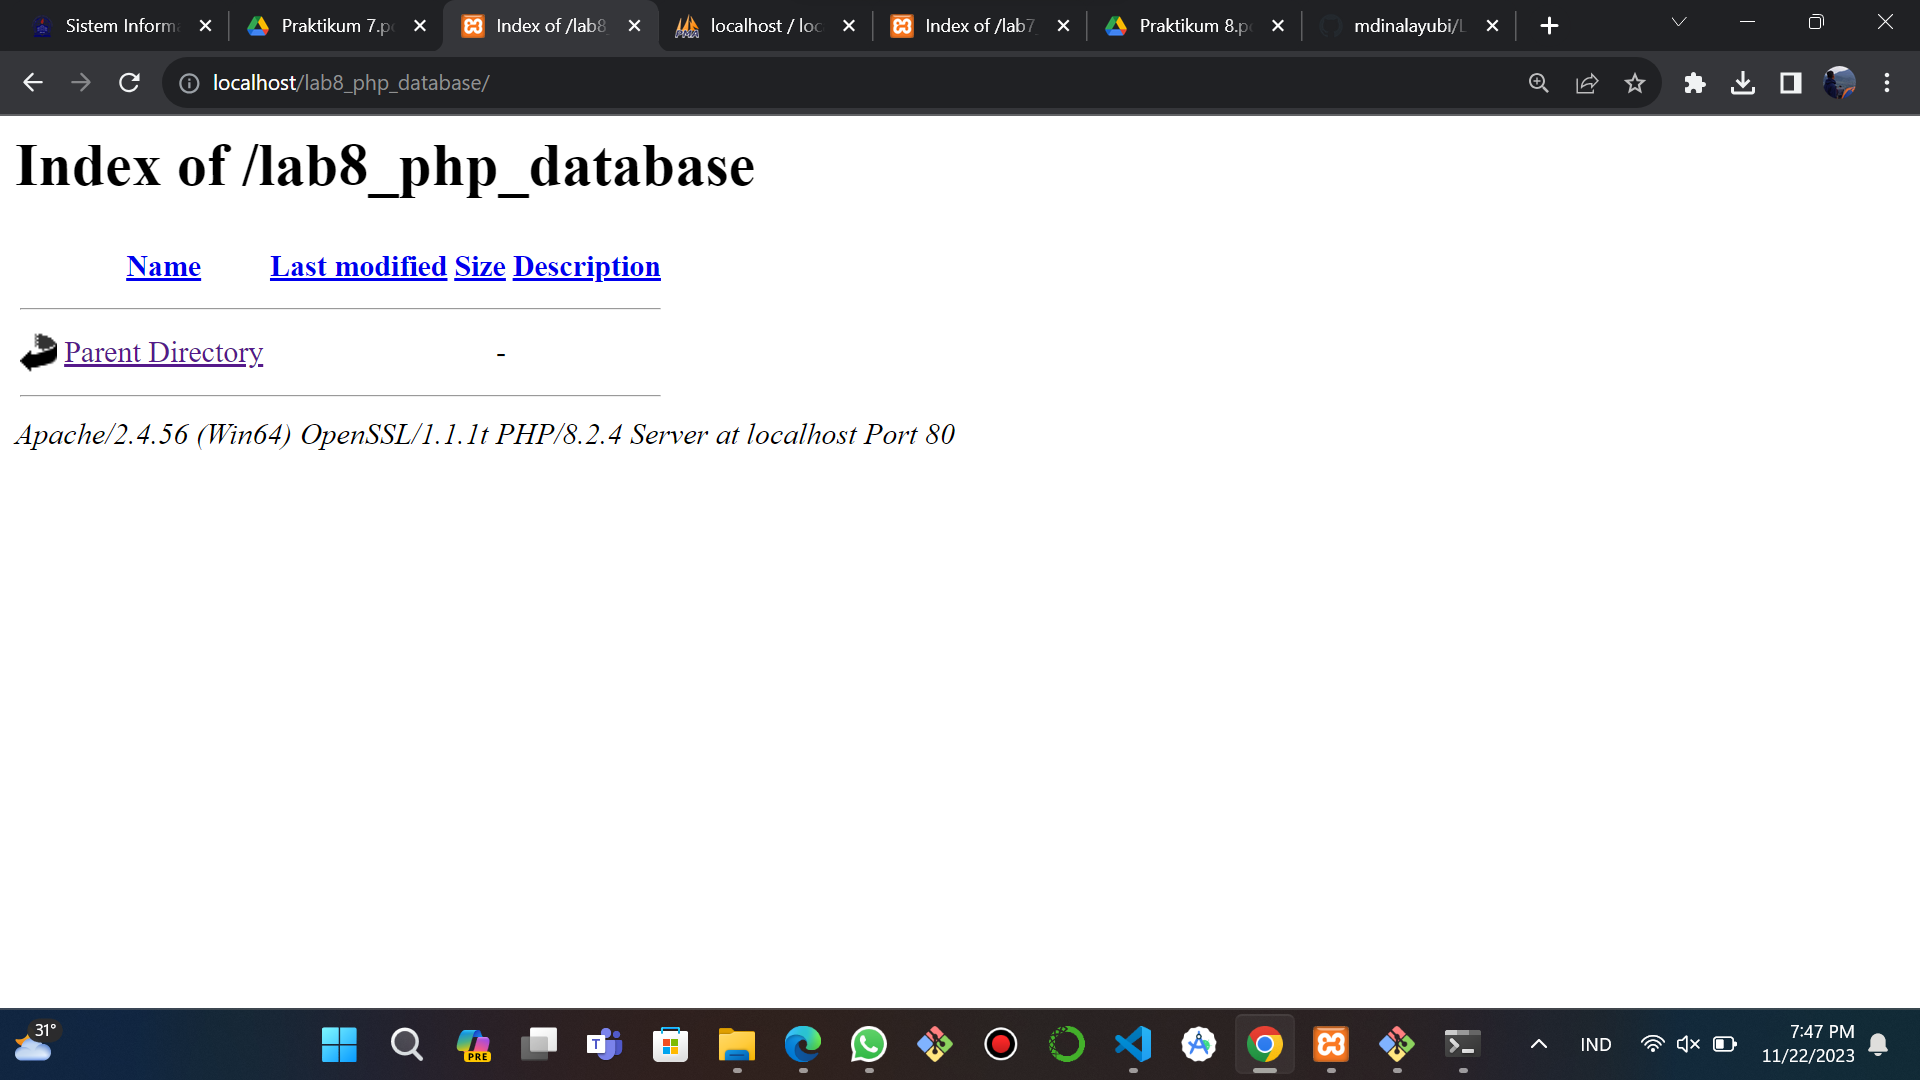 Sistem Informa
Praktikum 7.p
Index of /lab8
localhost / loc
Index of /lab7
Praktikum 8.p
mdinalayubi/L
localhost/lab8_php_database/
Index of /lab8_php_database
Name Last modified Size Description
Parent Directory -
Apache/2.4.56 (Win64) OpenSSL/1.1.1t PHP/8.2.4 Server at localhost Port 80
31°
PRE
IND
7:47 PM
11/22/2023